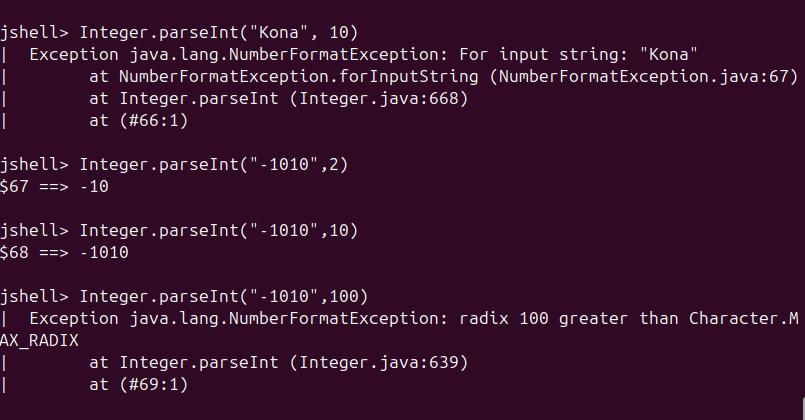 jshell> Integer.parseInt("Kona", 10)
|  Exception java.lang.NumberFormatException: For input string: "Kona"
|        at NumberFormatException.forInputString (NumberFormatException.java:67)
|        at Integer.parseInt (Integer.java:668)
|        at (#66:1)
jshell> Integer.parseInt("-1010",2)
$67 ==> -10
jshell> Integer.parseInt("-1010",10)
$68 ==> -1010
jshell> Integer.parseInt("-1010",100)
|  Exception java.lang.NumberFormatException: radix 100 greater than Character.M
AX_RADIX
|        at Integer.parseInt (Integer.java:639)
|        at (#69:1)